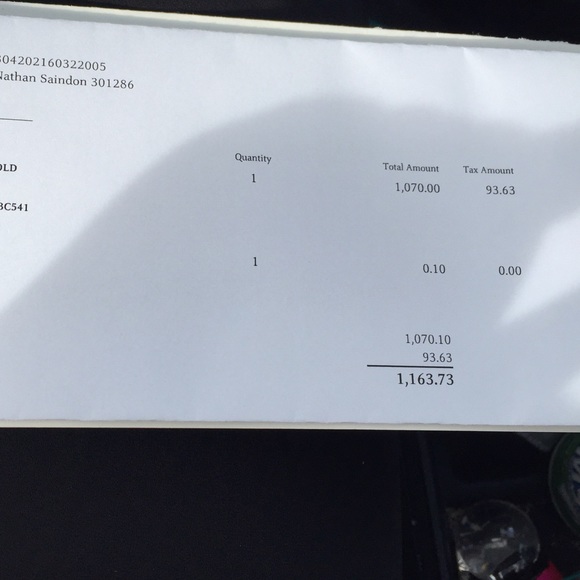 304202160322005
Nathan Saindon 301286
Quantity Total Amount Tax Amount
OLD 1 1,070.00 93.63
BC541
1 0.10 0.00
1,070.10
93.63
1,163.73